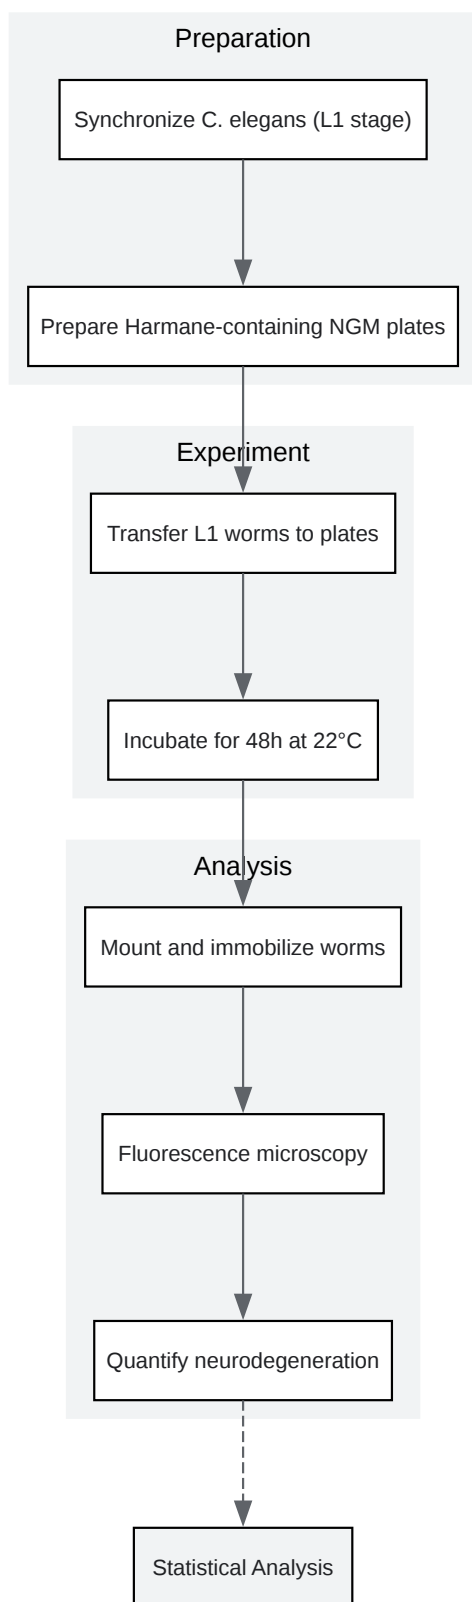 Preparation
Synchronize C. elegans (L1 stage)
Prepare Harmane-containing NGM plates
Experiment
Transfer L1 worms to plates
Incubate for 48h at 22°C
Analysis
Mount and immobilize worms
Fluorescence microscopy
Quantify neurodegeneration
Statistical Analysis